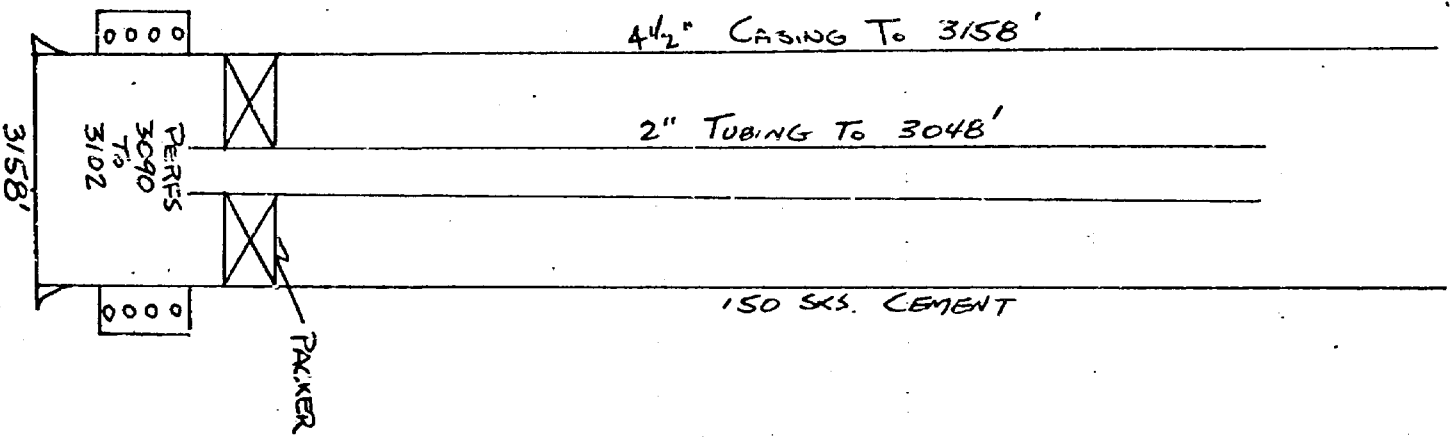 4½" CASING To 3158'
2" TUBING To 3048'
PERFS
3090
To
3102
3158'
150 SKS. CEMENT
PACKER